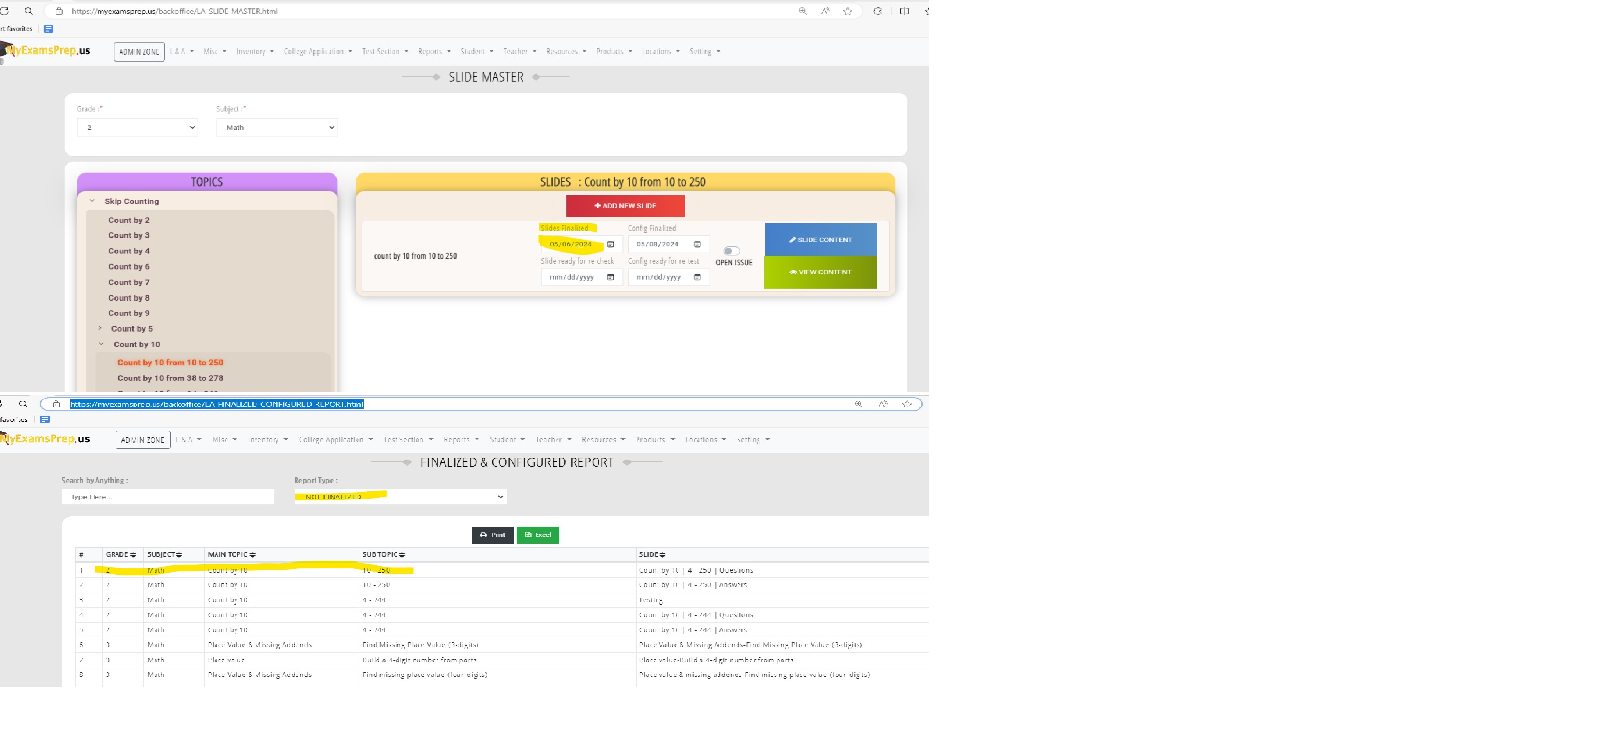 https://myexamsprep.us/backoffice/LA-SLIDE-MASTER.html
rt favorites
MyExamsPrep.us ADMIN ZONE L & A Misc Inventory College Application Test Section Reports Student Teacher Resources Products Locations Setting
SLIDE MASTER
Grade :* Subject :*
2 Math
TOPICS
Skip Counting
Count by 2
Count by 3
Count by 4
Count by 6
Count by 7
Count by 8
Count by 9
Count by 5
Count by 10
Count by 10 from 10 to 250
Count by 10 from 38 to 278
SLIDES : Count by 10 from 10 to 250
ADD NEW SLIDE
Slides Finalized Config Finalized
count by 10 from 10 to 250 05/06/2024 05/08/2024 OPEN ISSUE SLIDE CONTENT
Slide ready for re check Config ready for re test
mm/dd/yyyy mm/dd/yyyy VIEW CONTENT
https://myexamsprep.us/backoffice/LA-FINALIZED-CONFIGURED-REPORT.html
favorites
MyExamsPrep.us ADMIN ZONE L & A Misc Inventory College Application Test Section Reports Student Teacher Resources Products Locations Setting
FINALIZED & CONFIGURED REPORT
Search by Anything : Report Type :
Type Here... NOT FINALIZED
Print Excel
# GRADE SUBJECT MAIN TOPIC SUB TOPIC SLIDE
1 2 Math Count by 10 10 - 250 Count by 10 | 4 - 250 | Questions
2 2 Math Count by 10 10 - 250 Count by 10 | 4 - 250 | Answers
3 2 Math Count by 10 4 - 244 Testing
4 2 Math Count by 10 4 - 244 Count by 10 | 4 - 244 | Questions
5 2 Math Count by 10 4 - 244 Count by 10 | 4 - 244 | Answers
6 3 Math Place Value & Missing Addends Find Missing Place Value (3-digits) Place Value & Missing Addends-Find Missing Place Value (3-digits)
7 3 Math Place value Build a 4-digit number from parts Place value-Build a 4-digit number from parts
8 3 Math Place Value & Missing Addends Find missing place value (four digits) Place value & missing addends-Find missing place value (four digits)